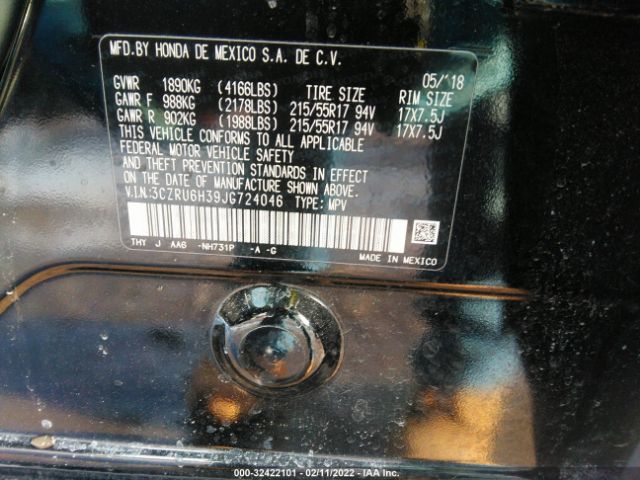 MFD.BY HONDA DE MEXICO S.A. DE C.V.
05/'18
GVWR 1890KG (4166LBS) TIRE SIZE RIM SIZE
GAWR F 988KG (2178LBS) 215/55R17 94V 17X7.5J
GAWR R 902KG (1988LBS) 215/55R17 94V 17X7.5J
THIS VEHICLE CONFORMS TO ALL APPLICABLE
FEDERAL MOTOR VEHICLE SAFETY
AND THEFT PREVENTION STANDARDS IN EFFECT
ON THE DATE OF MANUFACTURE SHOWN ABOVE.
V.I.N:3CZRU6H39JG724046 TYPE: MPV
THY J AA6 -NH731P -A -G
MADE IN MEXICO
000-32422101 - 02/11/2022 - IAA Inc.